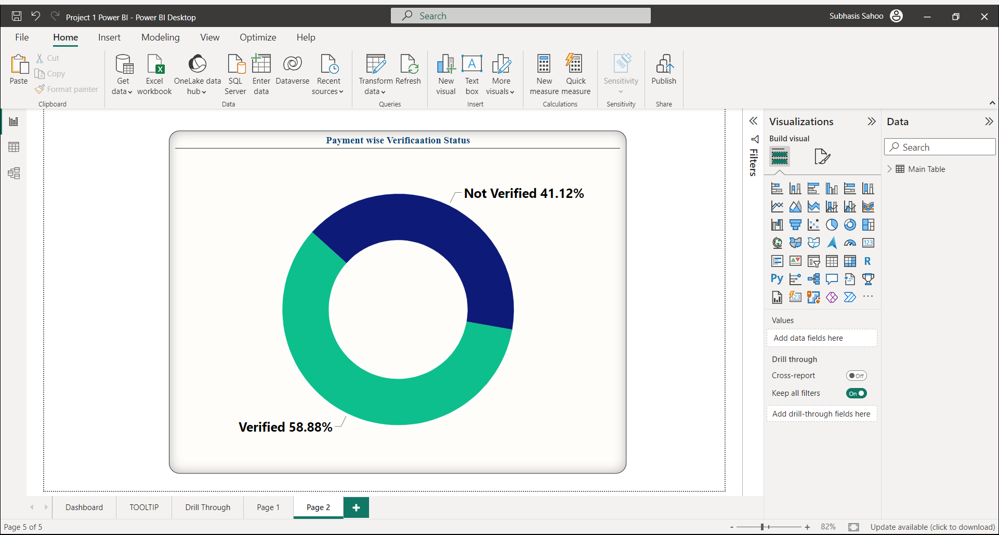 Project 1 Power BI - Power BI Desktop
Search
Subhasis Sahoo
File Home Insert Modeling View Optimize Help
Paste
Cut
Copy
Format painter
Clipboard
Get data
Excel workbook
OneLake data hub
SQL Server
Enter data
Dataverse
Recent sources
Data
Transform data
Refresh
Queries
New visual
A
Text box
More visuals
Insert
New measure
Quick measure
Calculations
Sensitivity
Sensitivity
Publish
Share
Payment wise Verificaation Status
Not Verified 41.12%
Verified 58.88%
Filters
Visualizations
Build visual
123
R
Py
123
Values
Add data fields here
Drill through
Cross-report
Off
Keep all filters
On
Add drill-through fields here
Data
Search
Main Table
Dashboard TOOLTIP Drill Through Page 1 Page 2 +
Page 5 of 5
- + 82%
Update available (click to download)